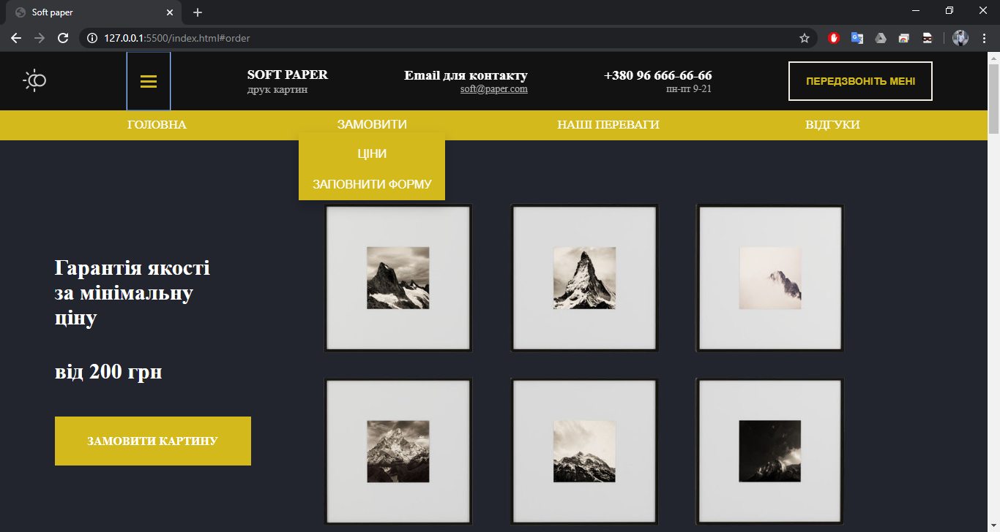 Soft paper
127.0.0.1:5500/index.html#order
SOFT PAPER
друк картин
Email для контакту
soft@paper.com
+380 96 666-66-66
пн-пт 9-21
ПЕРЕДЗВОНІТЬ МЕНІ
ГОЛОВНА
ЗАМОВИТИ
НАШІ ПЕРЕВАГИ
ВІДГУКИ
ЦІНИ
ЗАПОВНИТИ ФОРМУ
Гарантія якості
за мінімальну
ціну
від 200 грн
ЗАМОВИТИ КАРТИНУ